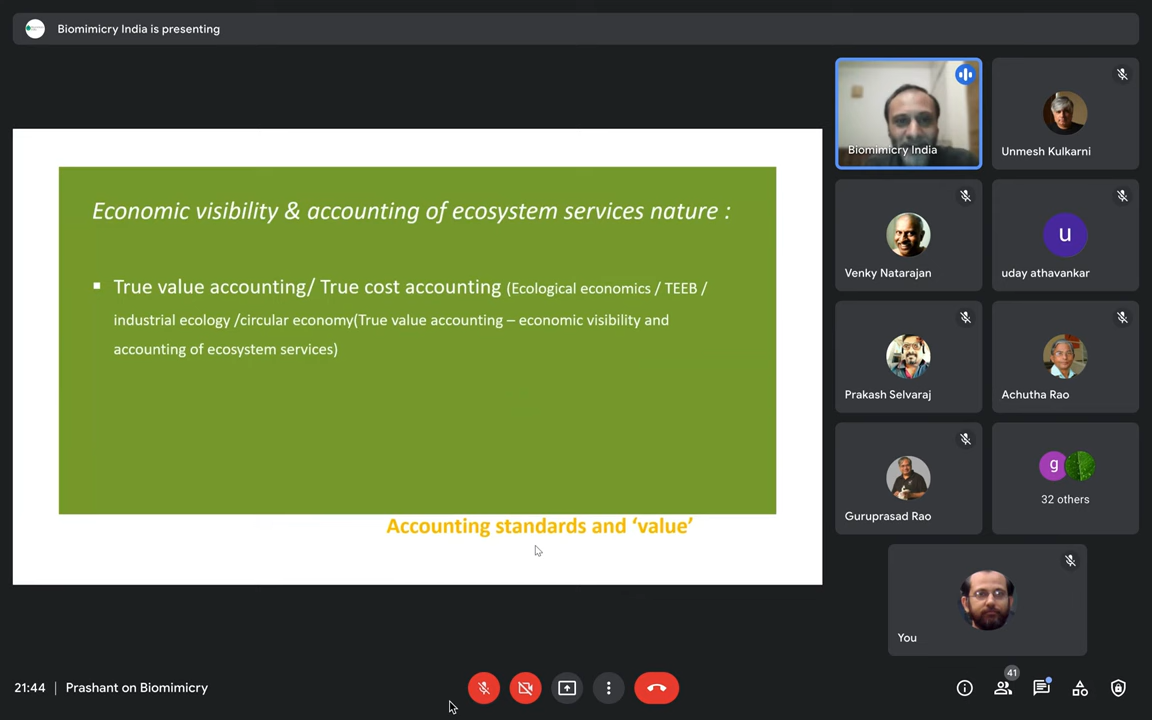 Biomimicry India is presenting
Economic visibility & accounting of ecosystem services nature :
▪ True value accounting/ True cost accounting (Ecological economics / TEEB /
industrial ecology /circular economy(True value accounting – economic visibility and
accounting of ecosystem services)
Accounting standards and ‘value’
Biomimicry India
Unmesh Kulkarni
Venky Natarajan
u
uday athavankar
Prakash Selvaraj
Achutha Rao
Guruprasad Rao
g
32 others
You
21:44 | Prashant on Biomimicry
41